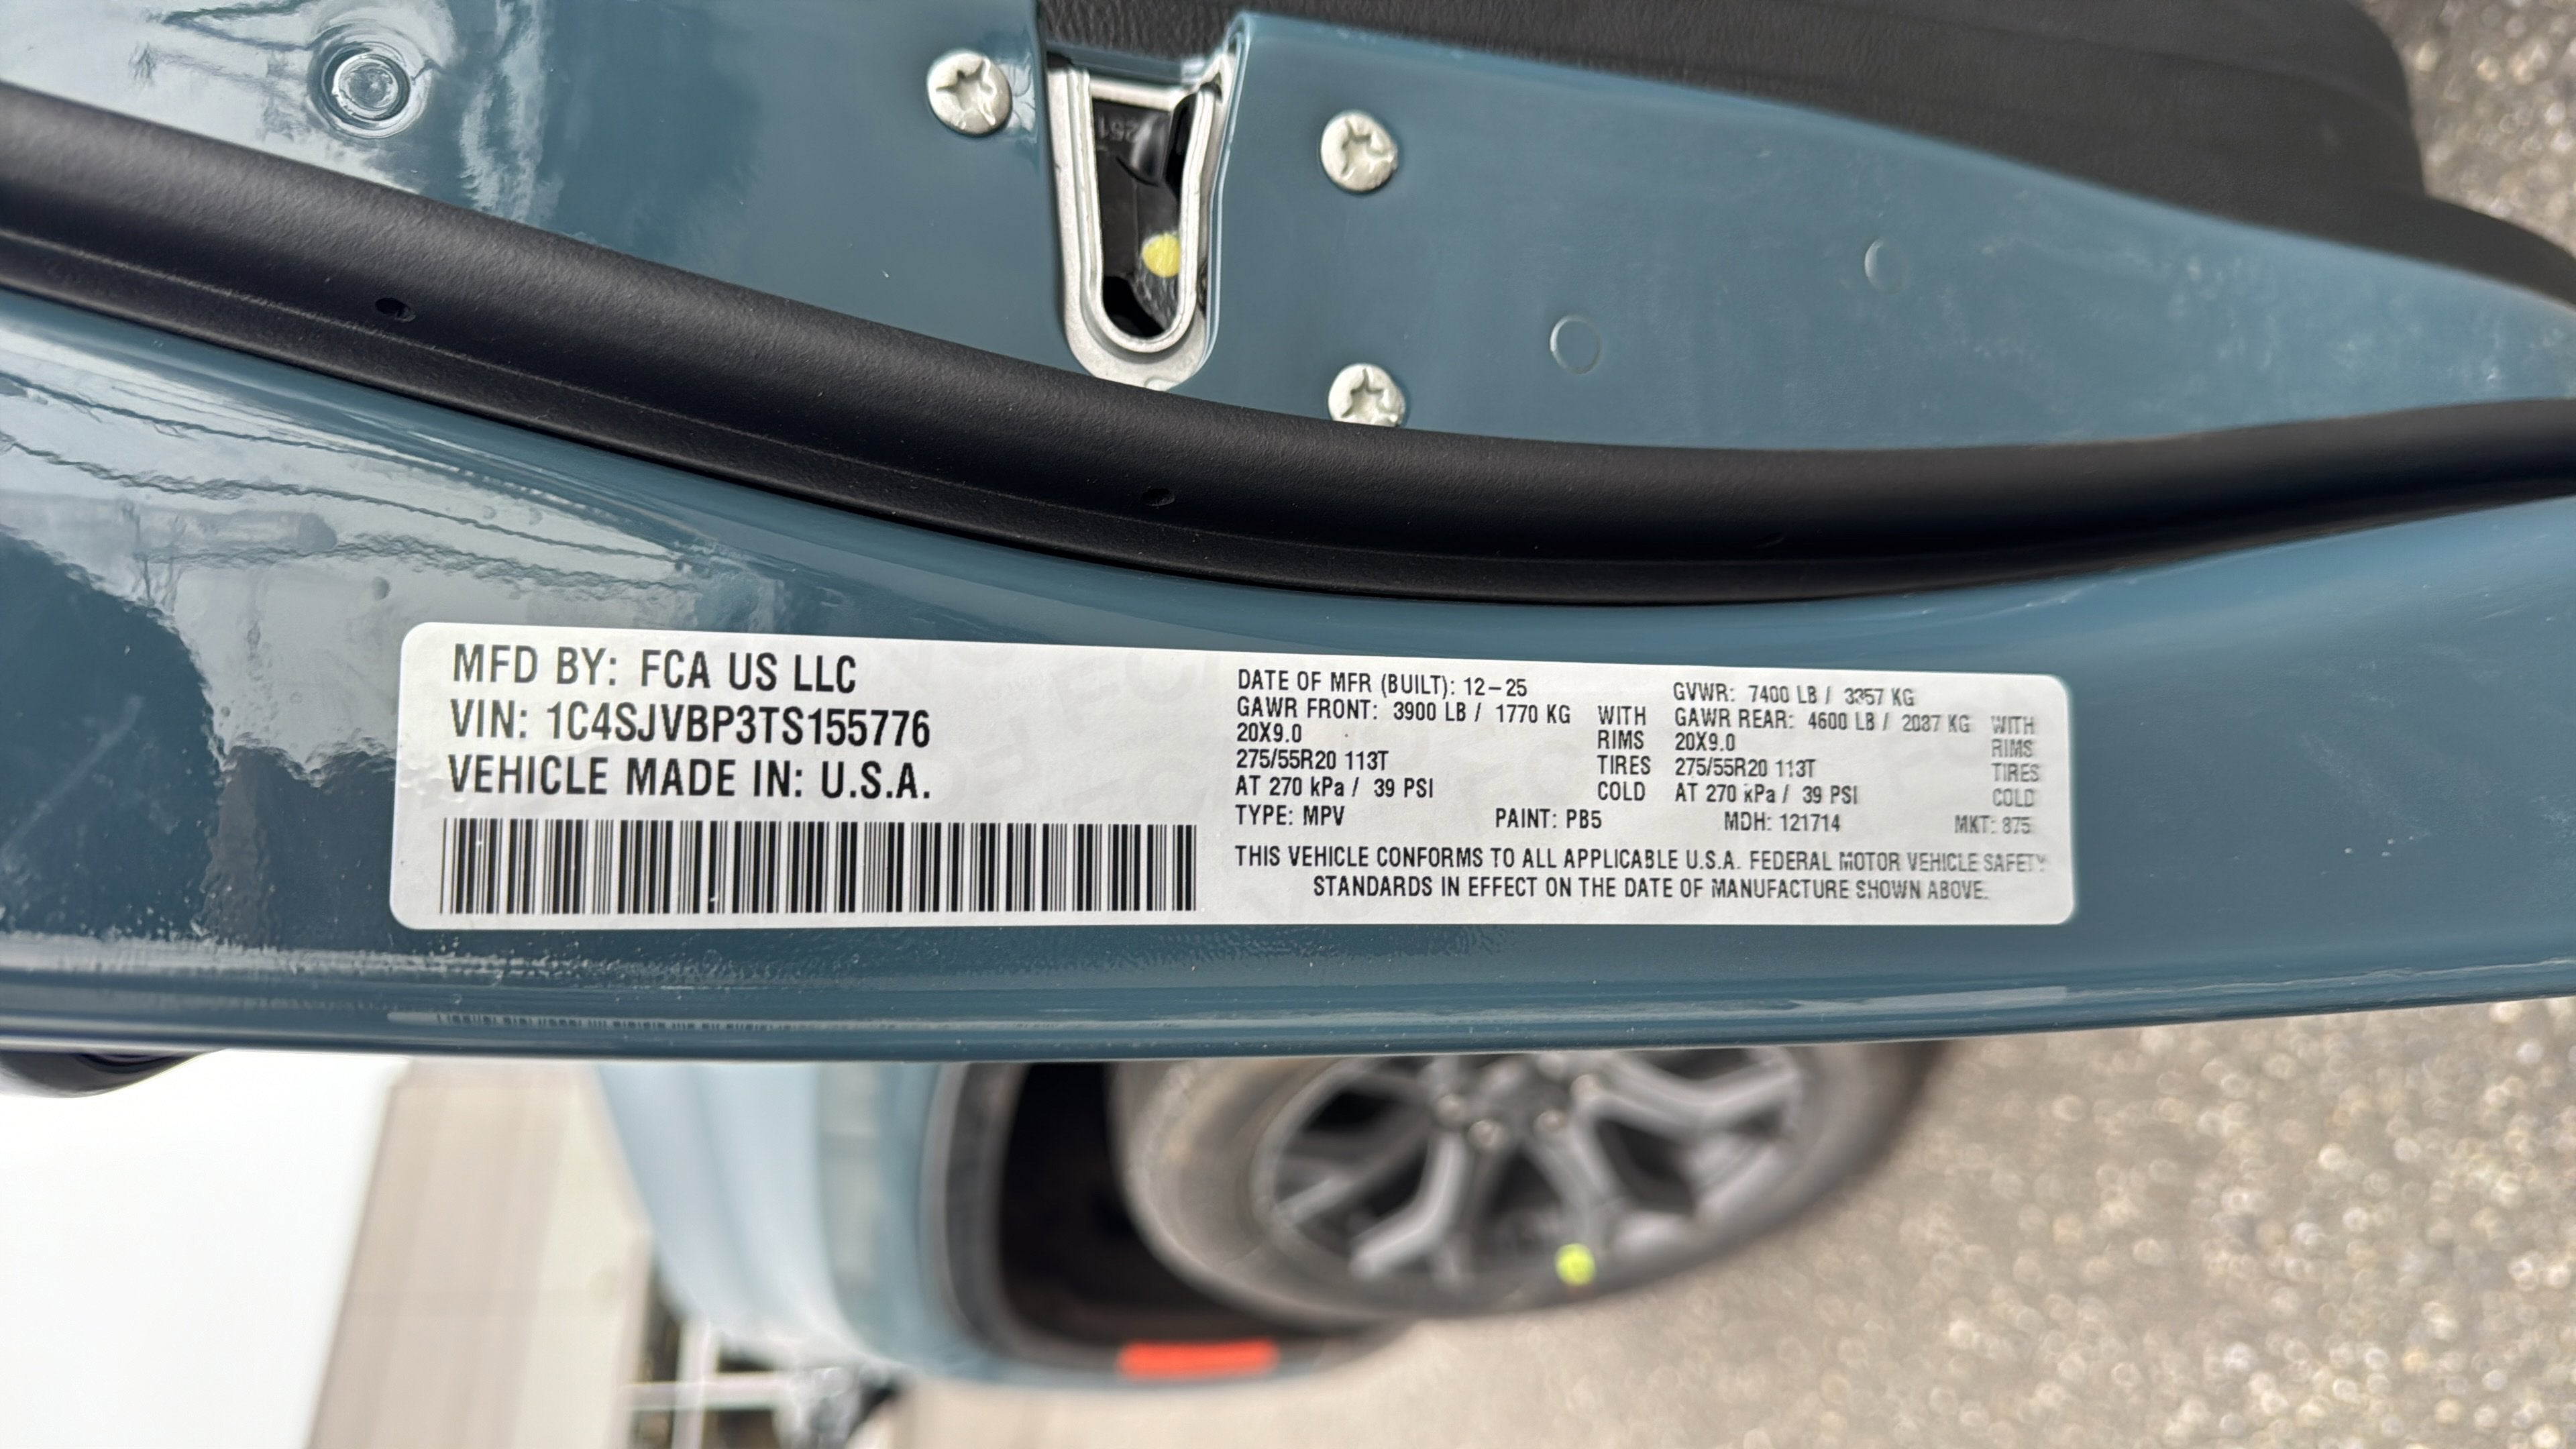 MFD BY: FCA US LLC
VIN: 1C4SJVBP3TS155776
VEHICLE MADE IN: U.S.A.
DATE OF MFR (BUILT): 12-25
GVWR: 7400 LB / 3357 KG
GAWR FRONT: 3900 LB / 1770 KG WITH
20X9.0 RIMS
275/55R20 113T TIRES
AT 270 kPa / 39 PSI COLD
GAWR REAR: 4600 LB / 2087 KG WITH
20X9.0 RIMS
275/55R20 113T TIRES
AT 270 kPa / 39 PSI COLD
TYPE: MPV PAINT: PB5 MDH: 121714 MKT: 875
THIS VEHICLE CONFORMS TO ALL APPLICABLE U.S.A. FEDERAL MOTOR VEHICLE SAFETY
STANDARDS IN EFFECT ON THE DATE OF MANUFACTURE SHOWN ABOVE.